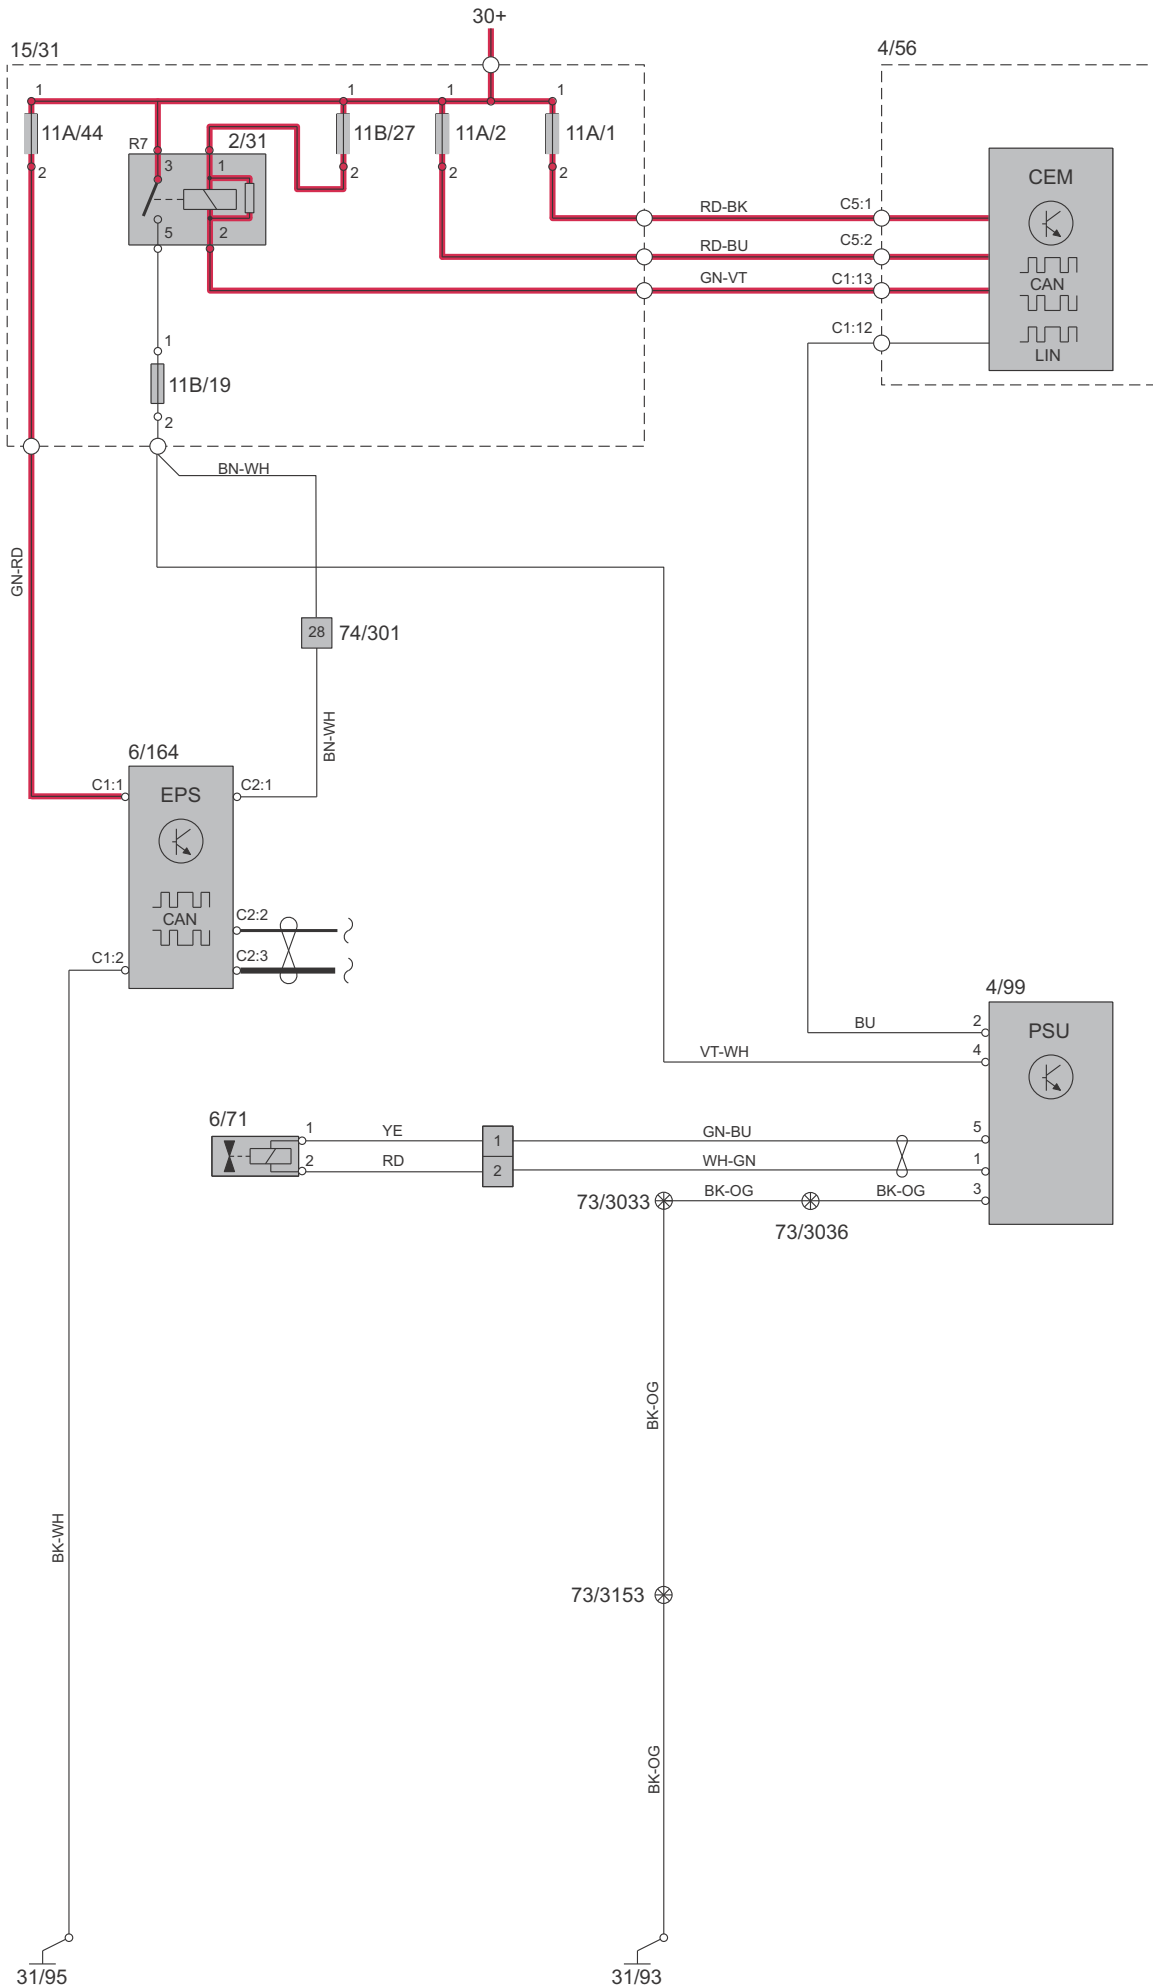 30+
15/31
4/56
1
1
1
1
11A/44
11B/27
11A/2
11A/1
R7
2/31
2
3
1
2
2
2
5
2
CEM
CAN
LIN
RD-BK
C5:1
RD-BU
C5:2
GN-VT
C1:13
C1:12
1
11B/19
2
BN-WH
GN-RD
28
74/301
BN-WH
6/164
C1:1
EPS
C2:1
CAN
C2:2
C1:2
C2:3
4/99
BU
2
PSU
VT-WH
4
6/71
1
YE
1
GN-BU
5
2
RD
2
WH-GN
1
73/3033
BK-OG
BK-OG
3
73/3036
BK-OG
BK-WH
73/3153
BK-OG
31/95
31/93